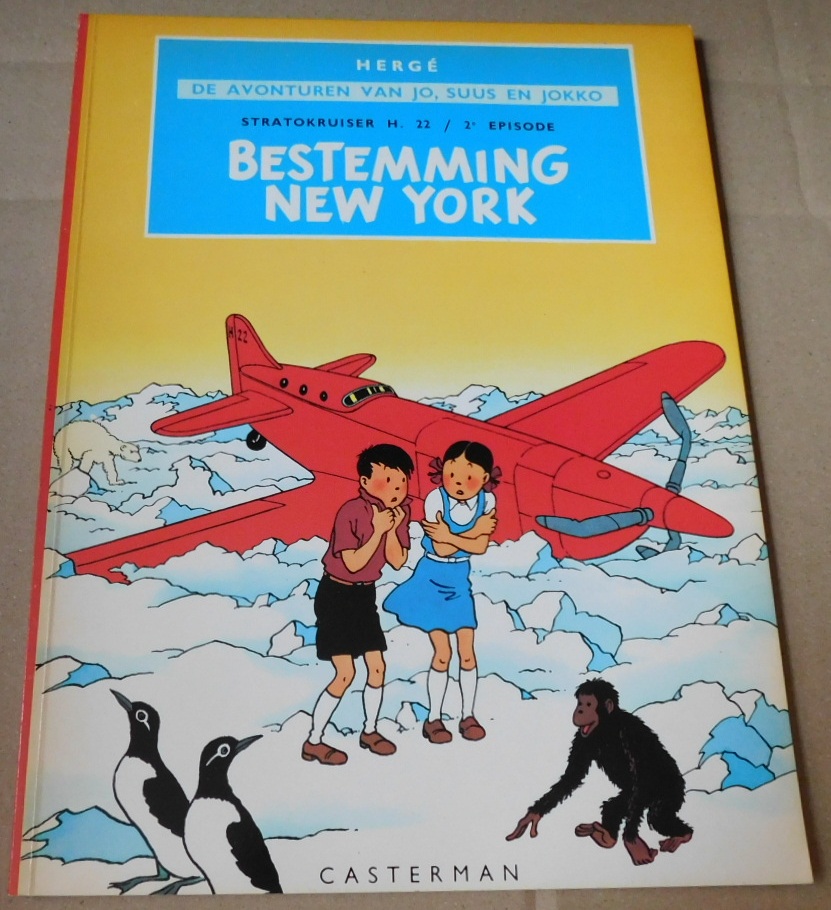 HERGÉ
DE AVONTUREN VAN JO, SUUS EN JOKKO
STRATOKRUISER H. 22 / 2e EPISODE
BESTEMMING
NEW YORK
H 22
CASTERMAN